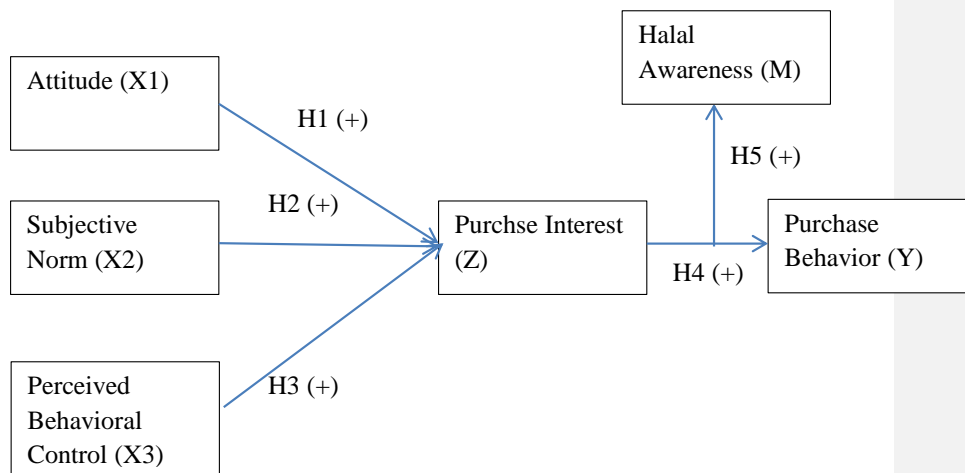 Halal
Awareness (M)
Attitude (X1)
H1 (+)
H5 (+)
H2 (+)
Subjective
Norm (X2)
Purchse Interest
(Z)
Purchase
Behavior (Y)
H4 (+)
H3 (+)
Perceived
Behavioral
Control (X3)